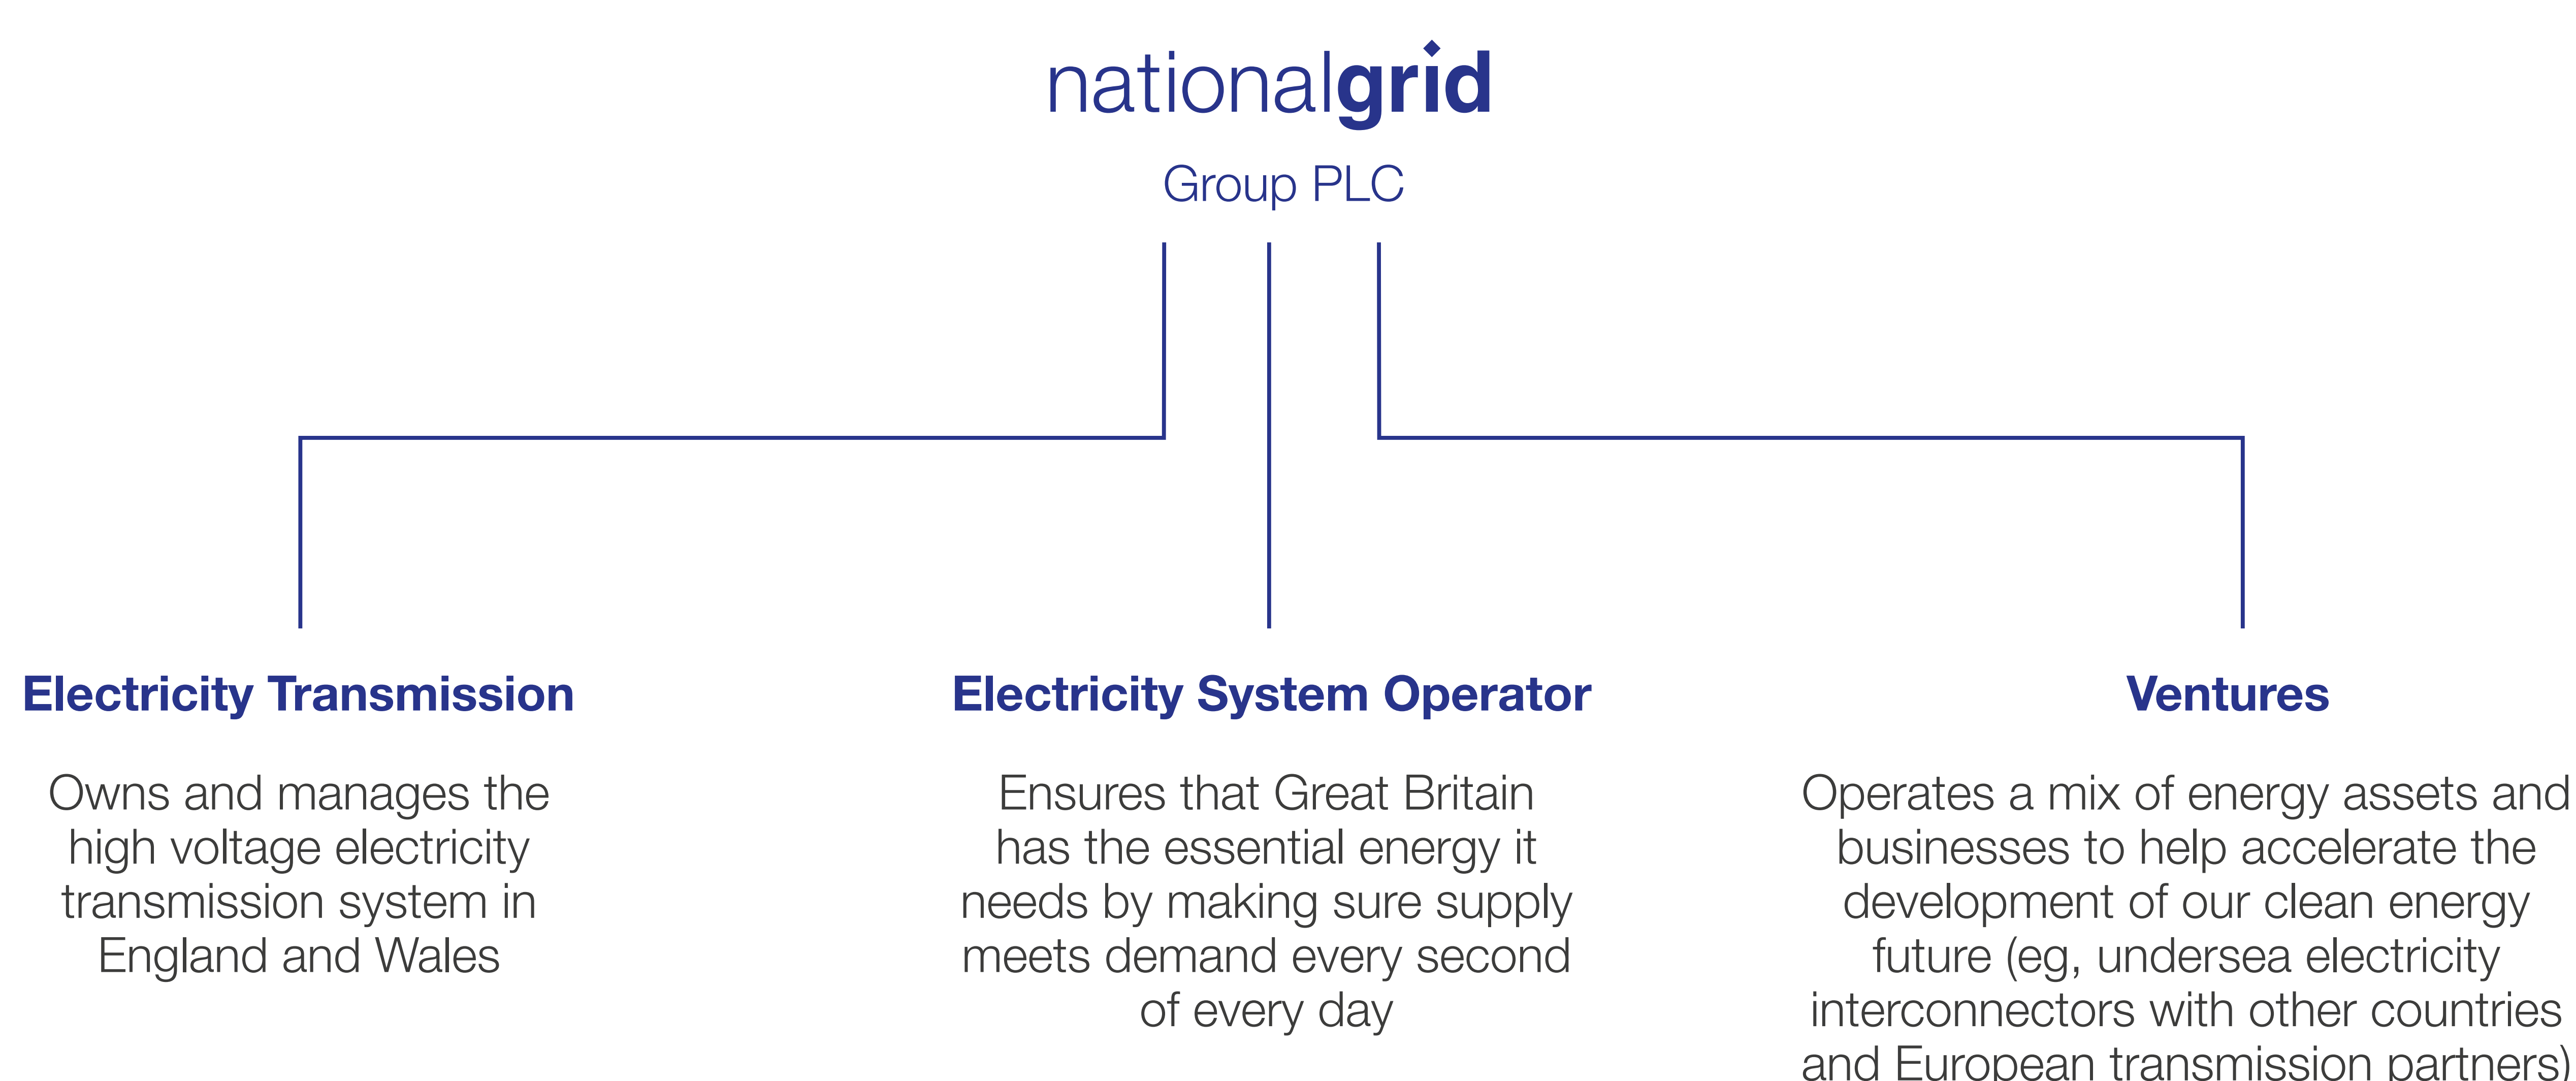 nationalgrid
Group PLC
Electricity Transmission
Owns and manages the
high voltage electricity
transmission system in
England and Wales
Electricity System Operator
Ensures that Great Britain
has the essential energy it
needs by making sure supply
meets demand every second
of every day
Ventures
Operates a mix of energy assets and
businesses to help accelerate the
development of our clean energy
future (eg, undersea electricity
interconnectors with other countries
and European transmission partners)